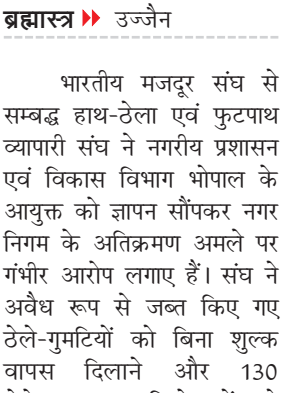 ब्रह्मास्त्र उज्जैन
भारतीय मजदूर संघ से
सम्बद्ध हाथ-ठेला एवं फुटपाथ
व्यापारी संघ ने नगरीय प्रशासन
एवं विकास विभाग भोपाल के
आयुक्त को ज्ञापन सौंपकर नगर
निगम के अतिक्रमण अमले पर
गंभीर आरोप लगाए हैं। संघ ने
अवैध रूप से जब्त किए गए
ठेले-गुमटियों को बिना शुल्क
वापस दिलाने और 130